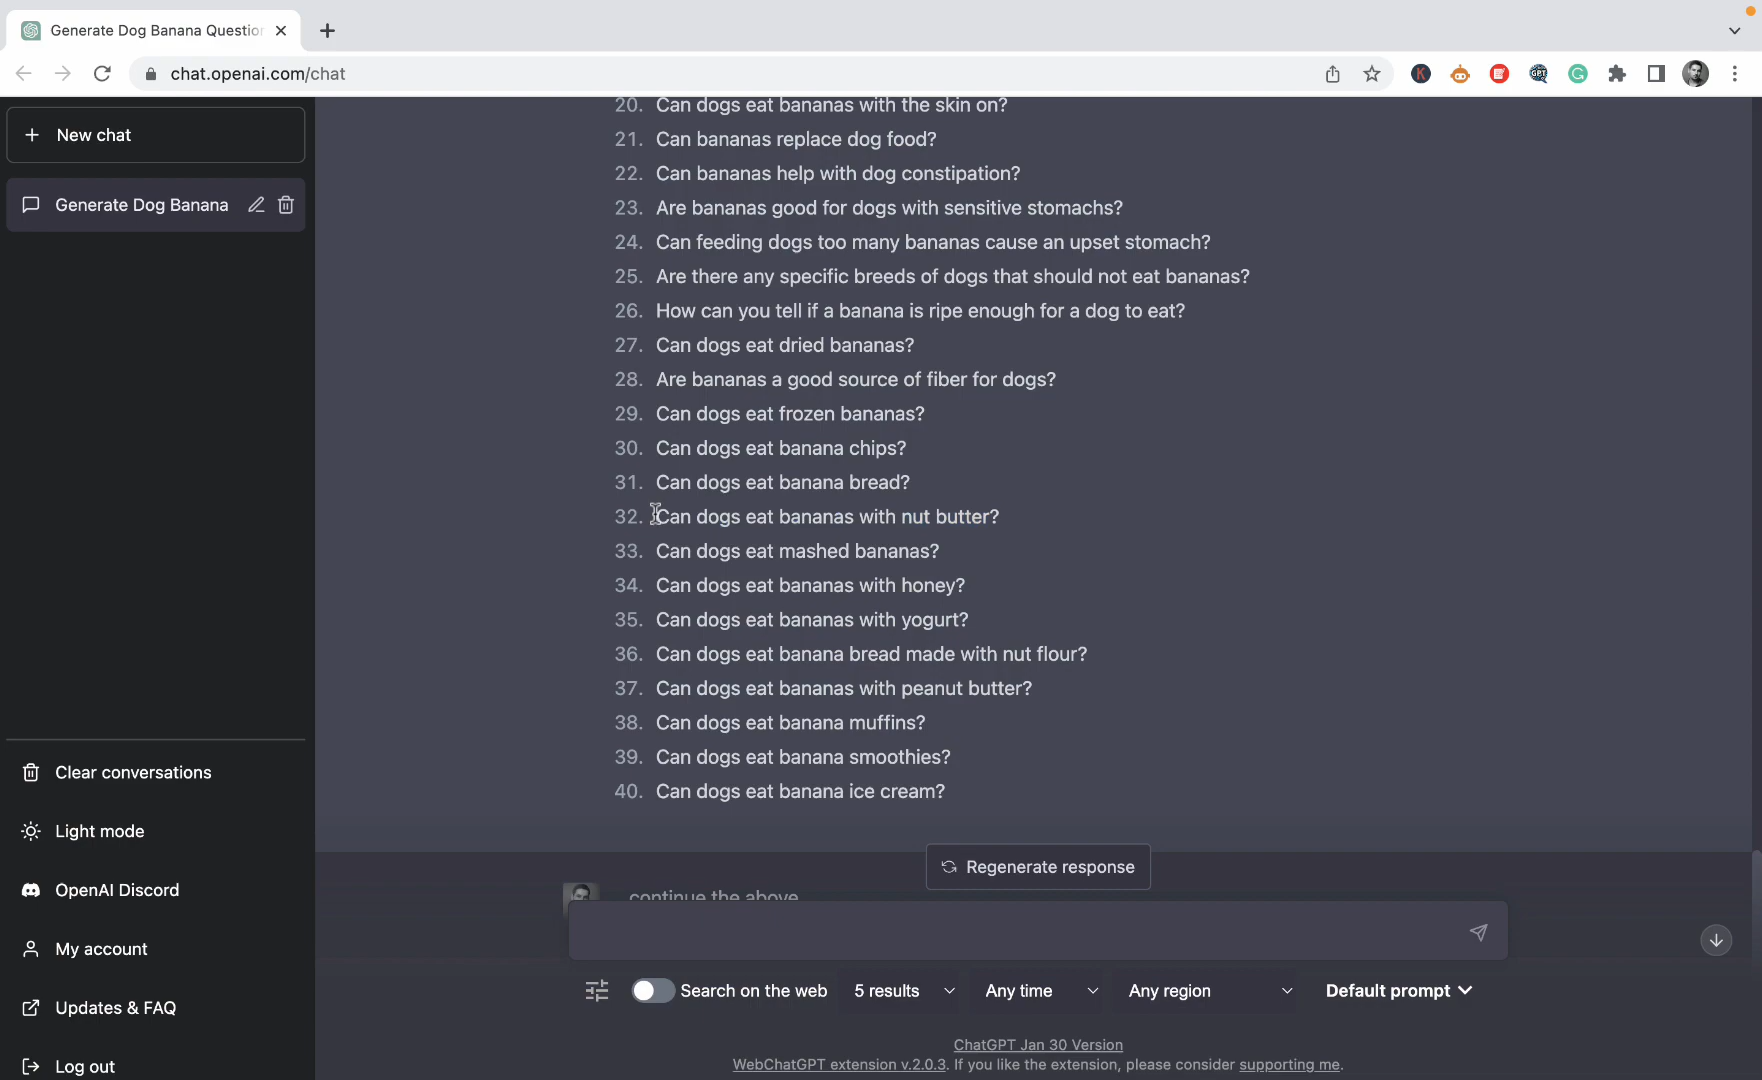 Generate Dog Banana Question
chat.openai.com/chat
K
GPT
G
New chat
Generate Dog Banana
20. Can dogs eat bananas with the skin on?
21. Can bananas replace dog food?
22. Can bananas help with dog constipation?
23. Are bananas good for dogs with sensitive stomachs?
24. Can feeding dogs too many bananas cause an upset stomach?
25. Are there any specific breeds of dogs that should not eat bananas?
26. How can you tell if a banana is ripe enough for a dog to eat?
27. Can dogs eat dried bananas?
28. Are bananas a good source of fiber for dogs?
29. Can dogs eat frozen bananas?
30. Can dogs eat banana chips?
31. Can dogs eat banana bread?
32. Can dogs eat bananas with nut butter?
33. Can dogs eat mashed bananas?
34. Can dogs eat bananas with honey?
35. Can dogs eat bananas with yogurt?
36. Can dogs eat banana bread made with nut flour?
37. Can dogs eat bananas with peanut butter?
38. Can dogs eat banana muffins?
39. Can dogs eat banana smoothies?
40. Can dogs eat banana ice cream?
Regenerate response
continue the above
Search on the web 5 results Any time Any region Default prompt
ChatGPT Jan 30 Version
WebChatGPT extension v.2.0.3. If you like the extension, please consider supporting me.
Clear conversations
Light mode
OpenAI Discord
My account
Updates & FAQ
Log out